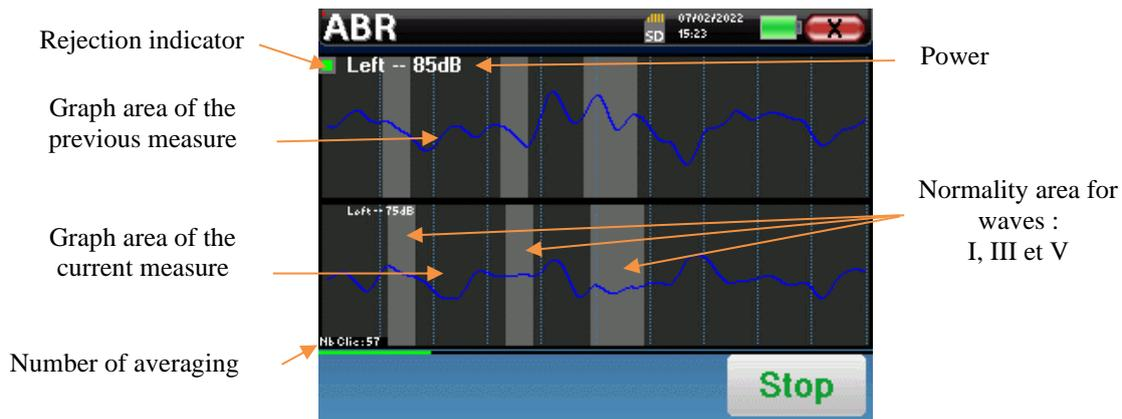 ABR
SD
07/02/2022
15:23
X
Rejection indicator
Left -- 85dB
Power
Graph area of the
previous measure
Left -- 75dB
Normality area for
waves :
I, III et V
Graph area of the
current measure
Nb Clic: 57
Number of averaging
Stop